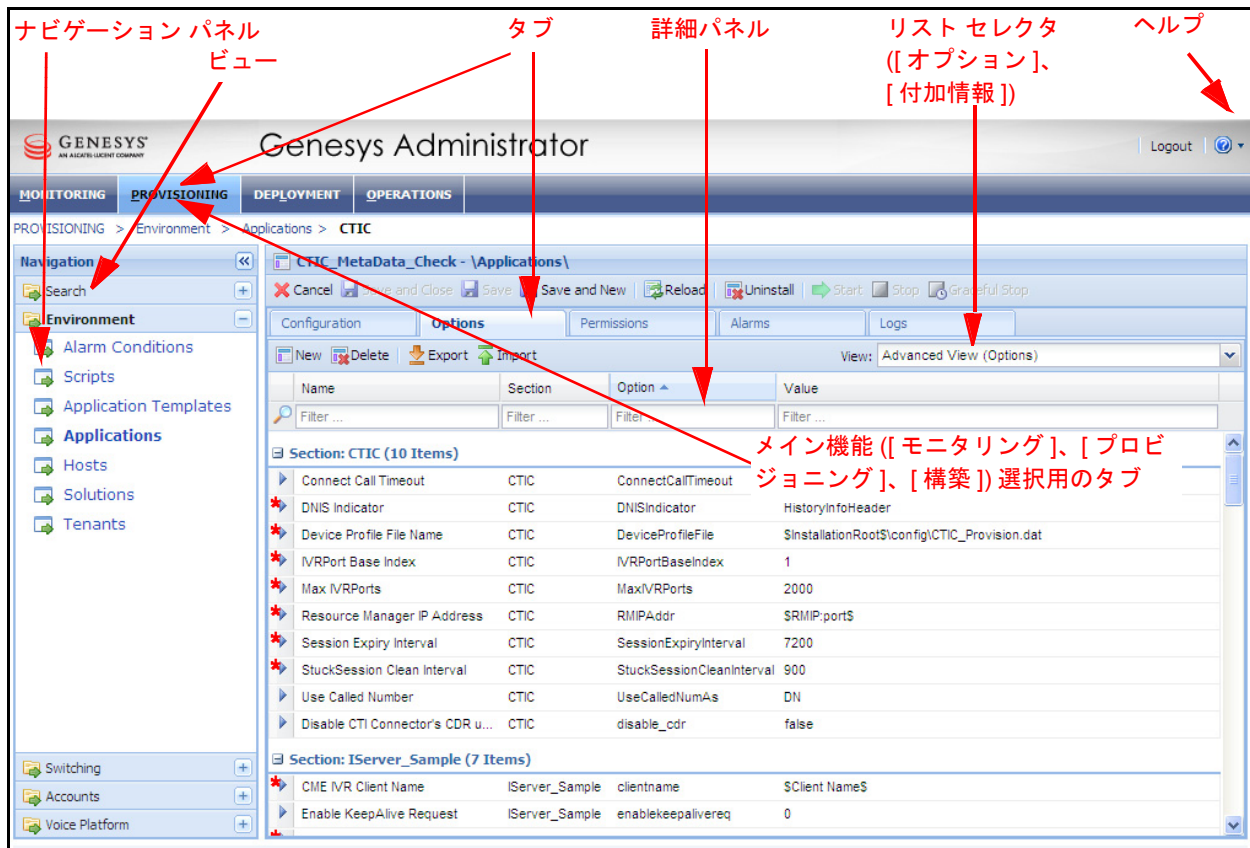 ナビゲーション パネル
ビュー
タブ
詳細パネル
リスト セレクタ
([ オプション ]、
[ 付加情報 ])
ヘルプ
GENESYS
AN ALCATEL-LUCENT COMPANY
Genesys Administrator
Logout
MONITORING PROVISIONING DEPLOYMENT OPERATIONS
PROVISIONING > Environment > Applications > CTIC
Navigation
Search
Environment
Alarm Conditions
Scripts
Application Templates
Applications
Hosts
Solutions
Tenants
Switching
Accounts
Voice Platform
CTIC_MetaData_Check - \Applications\
Cancel Save and Close Save Save and New Reload Uninstall Start Stop Graceful Stop
Configuration Options Permissions Alarms Logs
New Delete Export Import View: Advanced View (Options)
Name Section Option Value
Filter ... Filter ... Filter ... Filter ...
Section: CTIC (10 Items)
メイン機能 ([ モニタリング ]、[ プロビ
ジョニング ]、[ 構築 ]) 選択用のタブ
Connect Call Timeout CTIC ConnectCallTimeout
DNIS Indicator CTIC DNISIndicator HistoryInfoHeader
Device Profile File Name CTIC DeviceProfileFile $InstallationRoot$\config\CTIC_Provision.dat
IVRPort Base Index CTIC IVRPortBaseIndex 1
Max IVRPorts CTIC MaxIVRPorts 2000
Resource Manager IP Address CTIC RMIPAddr $RMIP:port$
Session Expiry Interval CTIC SessionExpiryInterval 7200
StuckSession Clean Interval CTIC StuckSessionCleanInterval 900
Use Called Number CTIC UseCalledNumAs DN
Disable CTI Connector's CDR u... CTIC disable_cdr false
Section: IServer_Sample (7 Items)
CME IVR Client Name IServer_Sample clientname $Client Name$
Enable KeepAlive Request IServer_Sample enablekeepalivereq 0